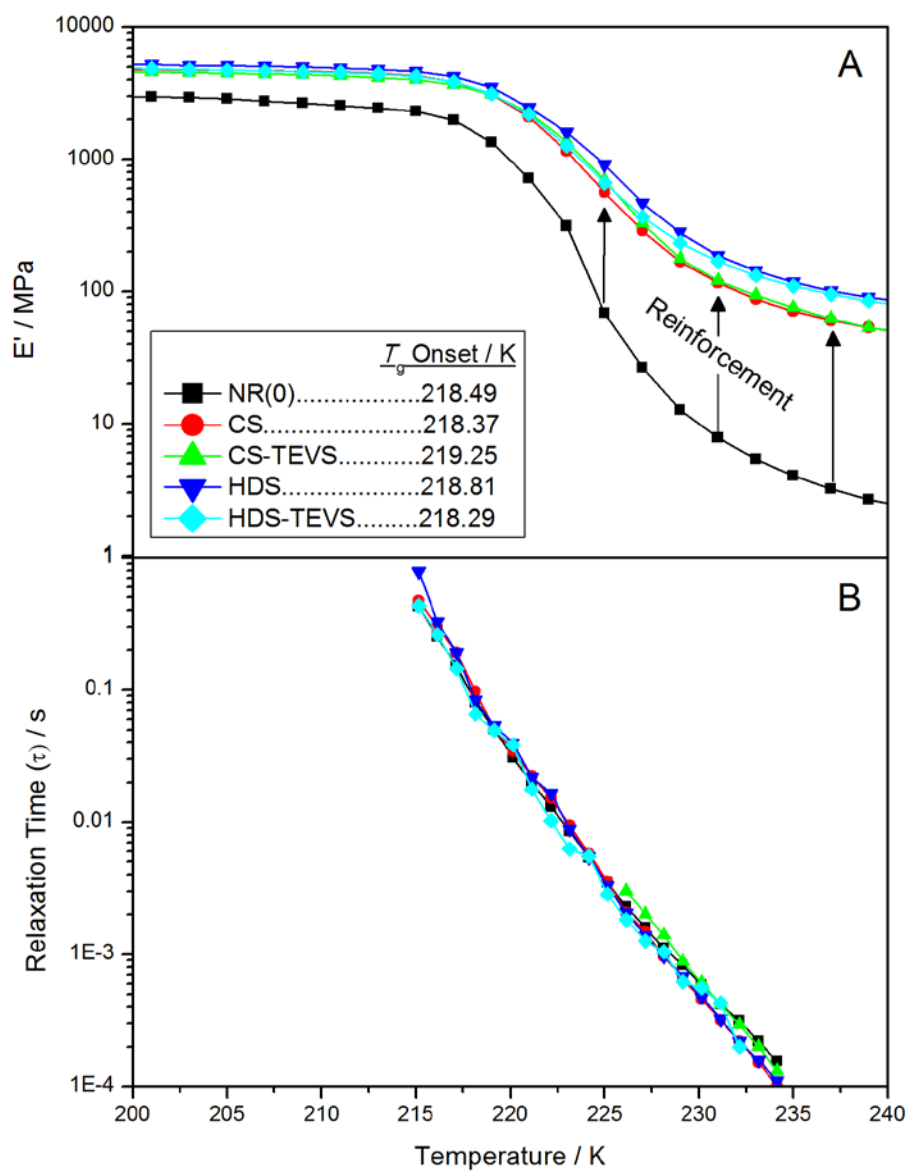 10000
A
1000
E' / MPa
100
Reinforcement
T_g Onset / K
NR(0)....................218.49
CS.........................218.37
10
CS-TEVS..............219.25
HDS......................218.81
HDS-TEVS.........218.29
1
1
B
0.1
Relaxation Time (τ) / s
0.01
1E-3
1E-4
200 205 210 215 220 225 230 235 240
Temperature / K